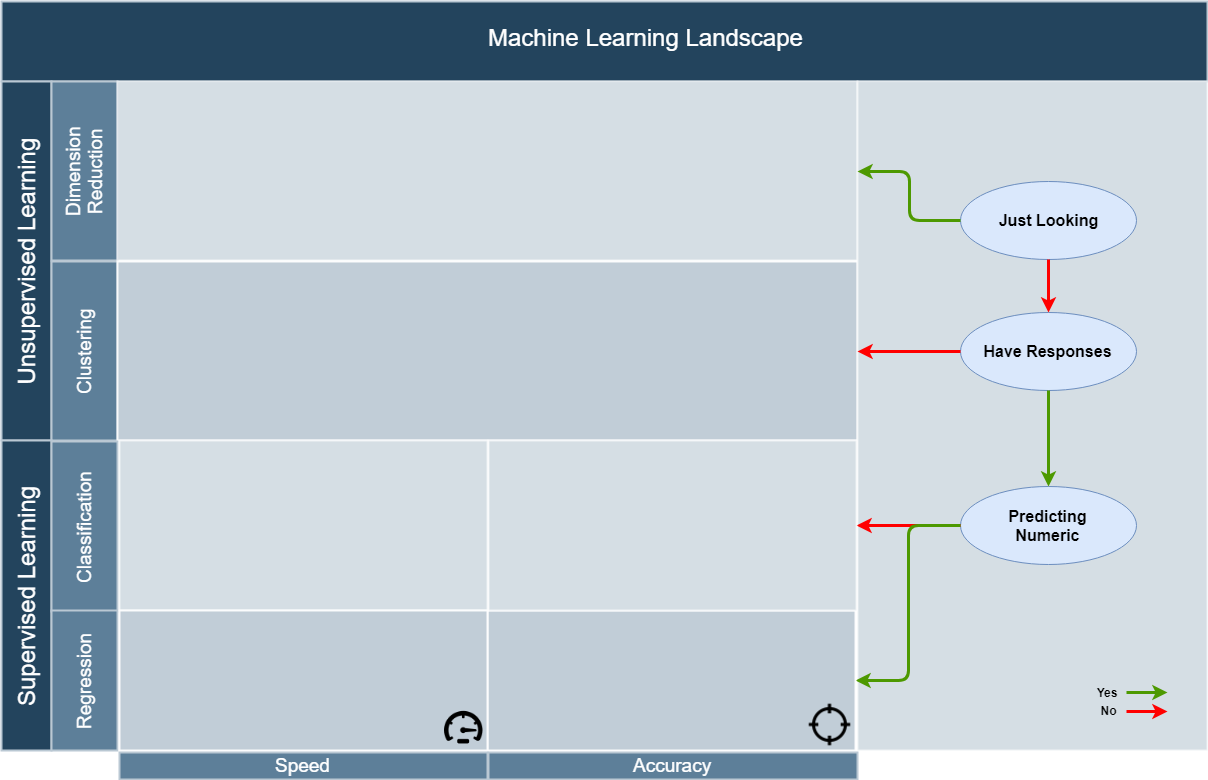 Machine Learning Landscape
Unsupervised Learning
Dimension
Reduction
Just Looking
Clustering
Have Responses
Supervised Learning
Classification
Predicting
Numeric
Regression
Yes
No
Speed
Accuracy